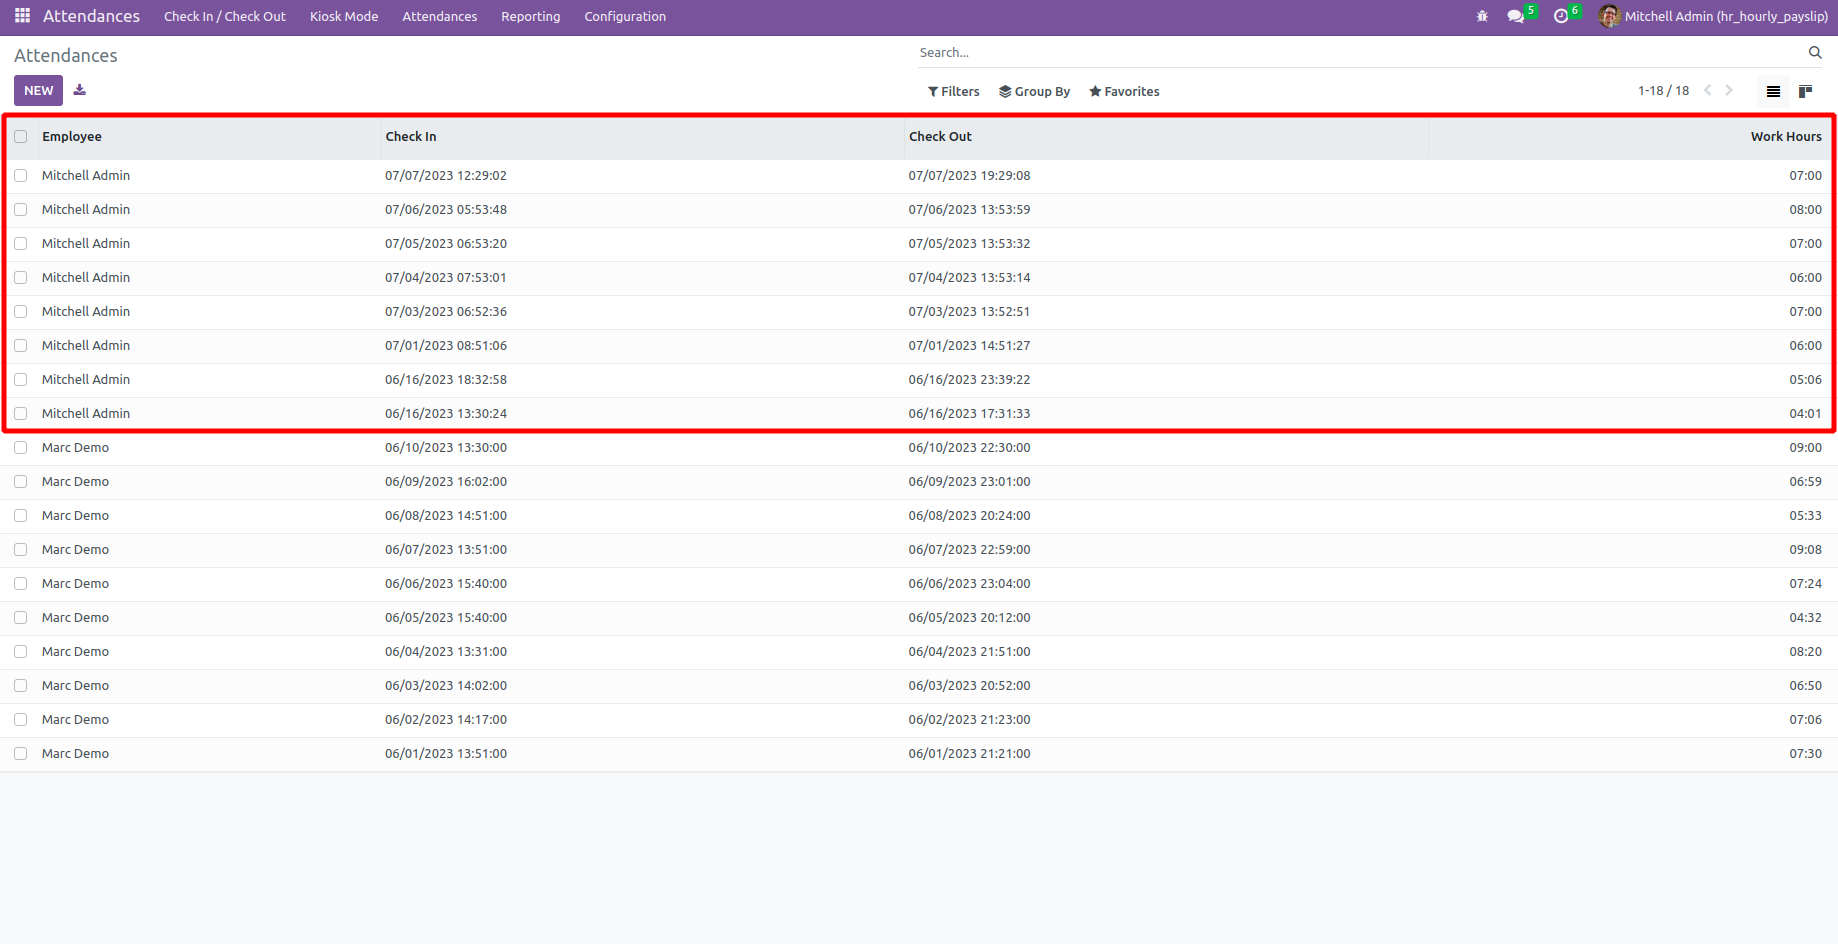 Attendances Check In / Check Out Kiosk Mode Attendances Reporting Configuration 5 6 Mitchell Admin (hr_hourly_payslip)
Attendances Search...
NEW Filters Group By Favorites 1-18 / 18
Employee Check In Check Out Work Hours
Mitchell Admin 07/07/2023 12:29:02 07/07/2023 19:29:08 07:00
Mitchell Admin 07/06/2023 05:53:48 07/06/2023 13:53:59 08:00
Mitchell Admin 07/05/2023 06:53:20 07/05/2023 13:53:32 07:00
Mitchell Admin 07/04/2023 07:53:01 07/04/2023 13:53:14 06:00
Mitchell Admin 07/03/2023 06:52:36 07/03/2023 13:52:51 07:00
Mitchell Admin 07/01/2023 08:51:06 07/01/2023 14:51:27 06:00
Mitchell Admin 06/16/2023 18:32:58 06/16/2023 23:39:22 05:06
Mitchell Admin 06/16/2023 13:30:24 06/16/2023 17:31:33 04:01
Marc Demo 06/10/2023 13:30:00 06/10/2023 22:30:00 09:00
Marc Demo 06/09/2023 16:02:00 06/09/2023 23:01:00 06:59
Marc Demo 06/08/2023 14:51:00 06/08/2023 20:24:00 05:33
Marc Demo 06/07/2023 13:51:00 06/07/2023 22:59:00 09:08
Marc Demo 06/06/2023 15:40:00 06/06/2023 23:04:00 07:24
Marc Demo 06/05/2023 15:40:00 06/05/2023 20:12:00 04:32
Marc Demo 06/04/2023 13:31:00 06/04/2023 21:51:00 08:20
Marc Demo 06/03/2023 14:02:00 06/03/2023 20:52:00 06:50
Marc Demo 06/02/2023 14:17:00 06/02/2023 21:23:00 07:06
Marc Demo 06/01/2023 13:51:00 06/01/2023 21:21:00 07:30